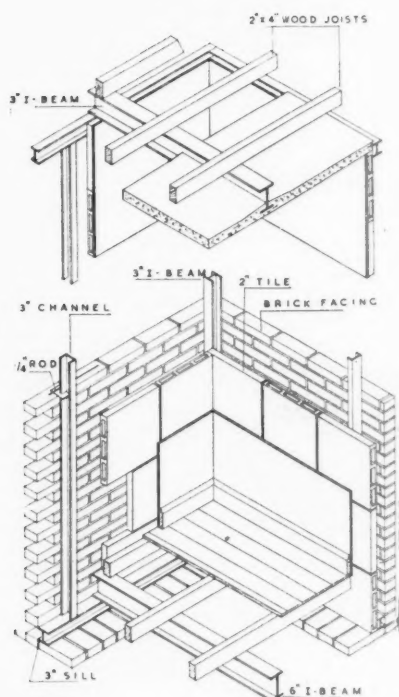 2" x 4" WOOD JOISTS
3" I-BEAM
3" I-BEAM
2" TILE
3" CHANNEL
BRICK FACING
1/4" ROD
3" SILL
6" I-BEAM